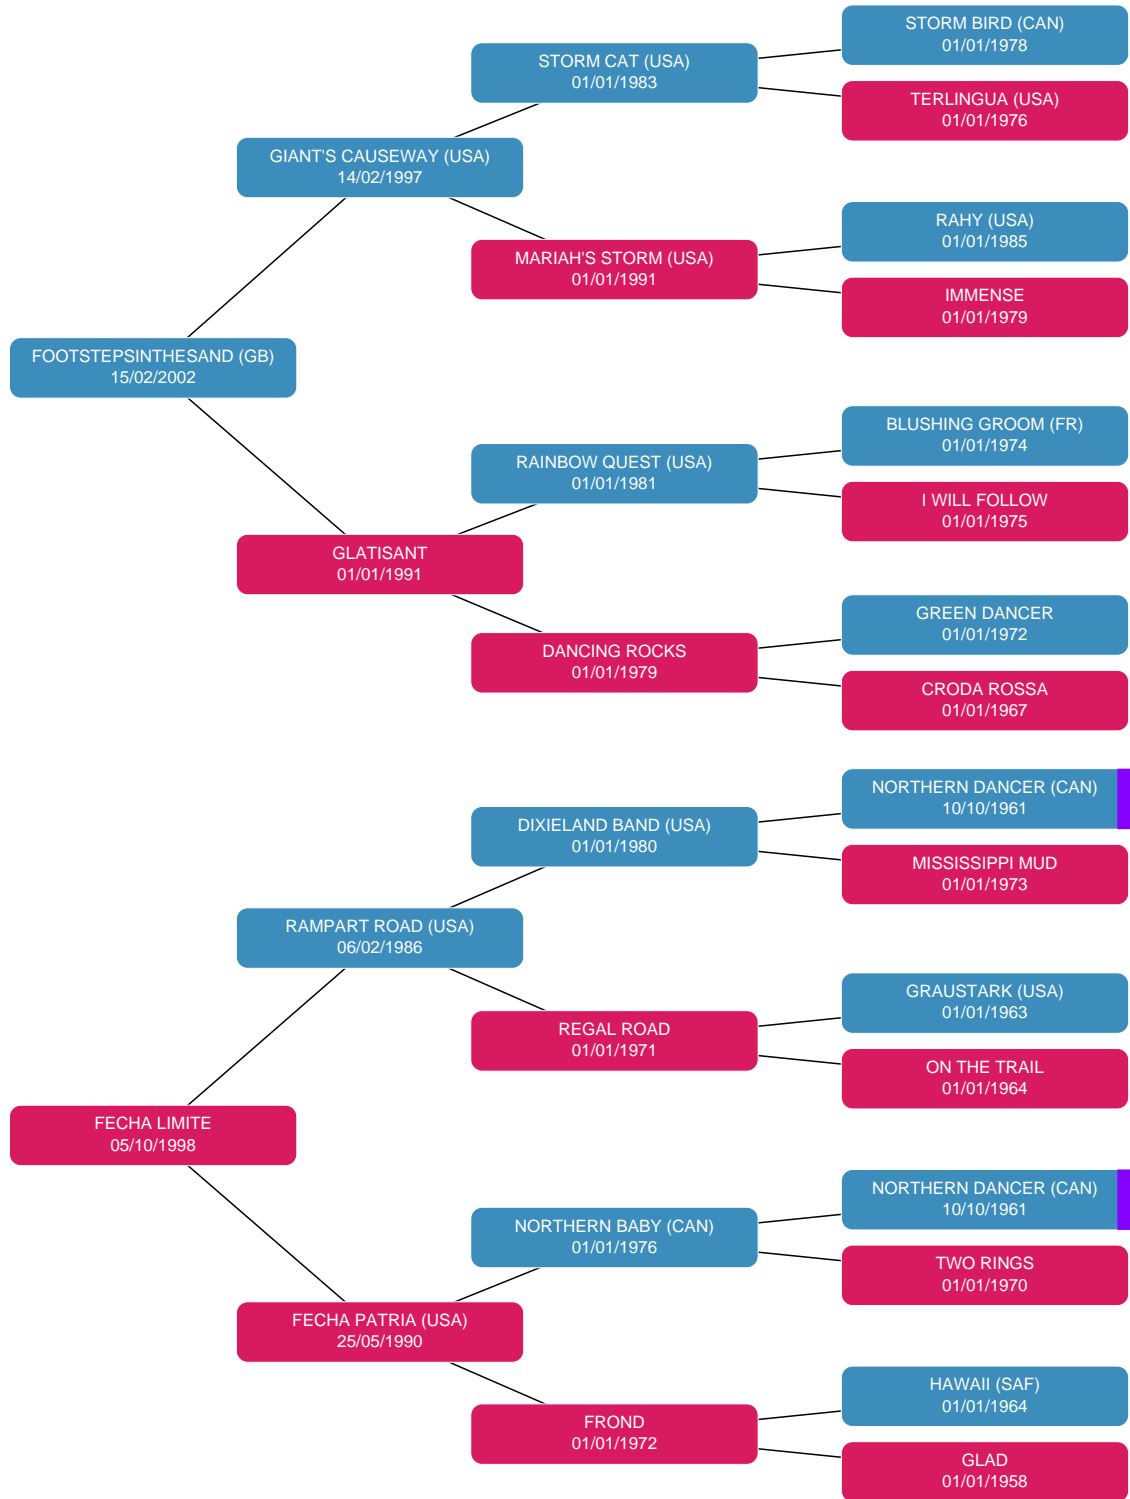 STORM BIRD (CAN)
01/01/1978
STORM CAT (USA)
01/01/1983
TERLINGUA (USA)
01/01/1976
GIANT'S CAUSEWAY (USA)
14/02/1997
RAHY (USA)
01/01/1985
MARIAH'S STORM (USA)
01/01/1991
IMMENSE
01/01/1979
FOOTSTEPSINTHESAND (GB)
15/02/2002
BLUSHING GROOM (FR)
01/01/1974
RAINBOW QUEST (USA)
01/01/1981
I WILL FOLLOW
01/01/1975
GLATISANT
01/01/1991
GREEN DANCER
01/01/1972
DANCING ROCKS
01/01/1979
CRODA ROSSA
01/01/1967
NORTHERN DANCER (CAN)
10/10/1961
DIXIELAND BAND (USA)
01/01/1980
MISSISSIPPI MUD
01/01/1973
RAMPART ROAD (USA)
06/02/1986
GRAUSTARK (USA)
01/01/1963
REGAL ROAD
01/01/1971
ON THE TRAIL
01/01/1964
FECHA LIMITE
05/10/1998
NORTHERN DANCER (CAN)
10/10/1961
NORTHERN BABY (CAN)
01/01/1976
TWO RINGS
01/01/1970
FECHA PATRIA (USA)
25/05/1990
HAWAII (SAF)
01/01/1964
FROND
01/01/1972
GLAD
01/01/1958